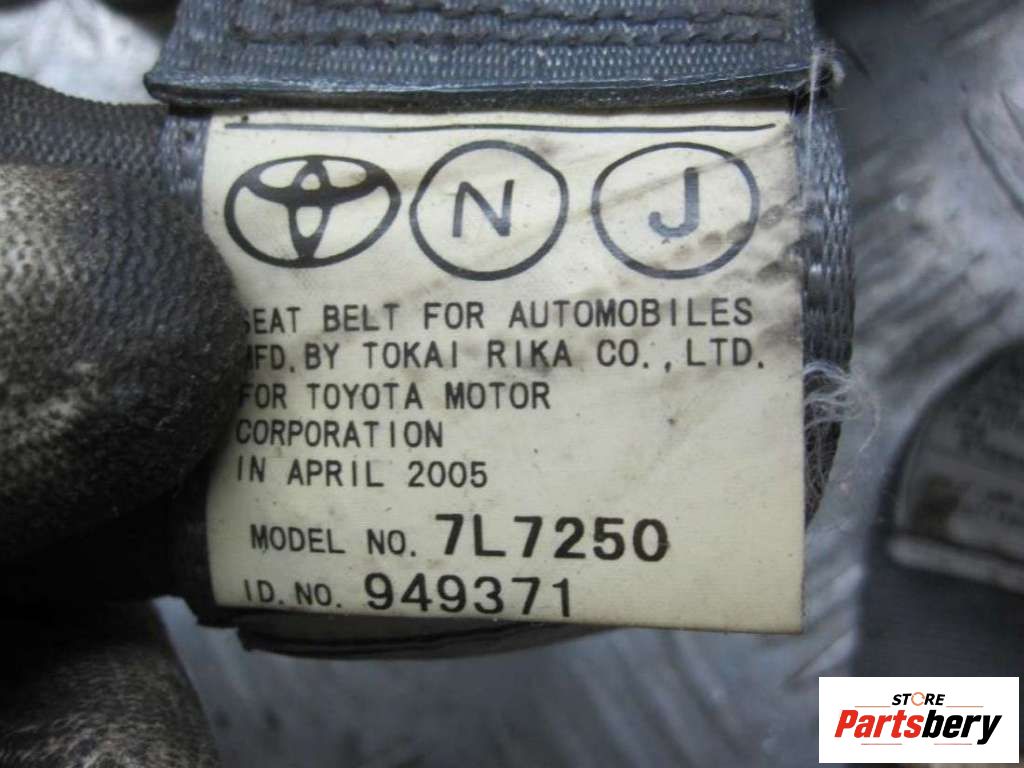 N J
SEAT BELT FOR AUTOMOBILES
MFD. BY TOKAI RIKA CO., LTD.
FOR TOYOTA MOTOR
CORPORATION
IN APRIL 2005
MODEL NO. 7L7250
ID. NO. 949371
STORE
Partsbery